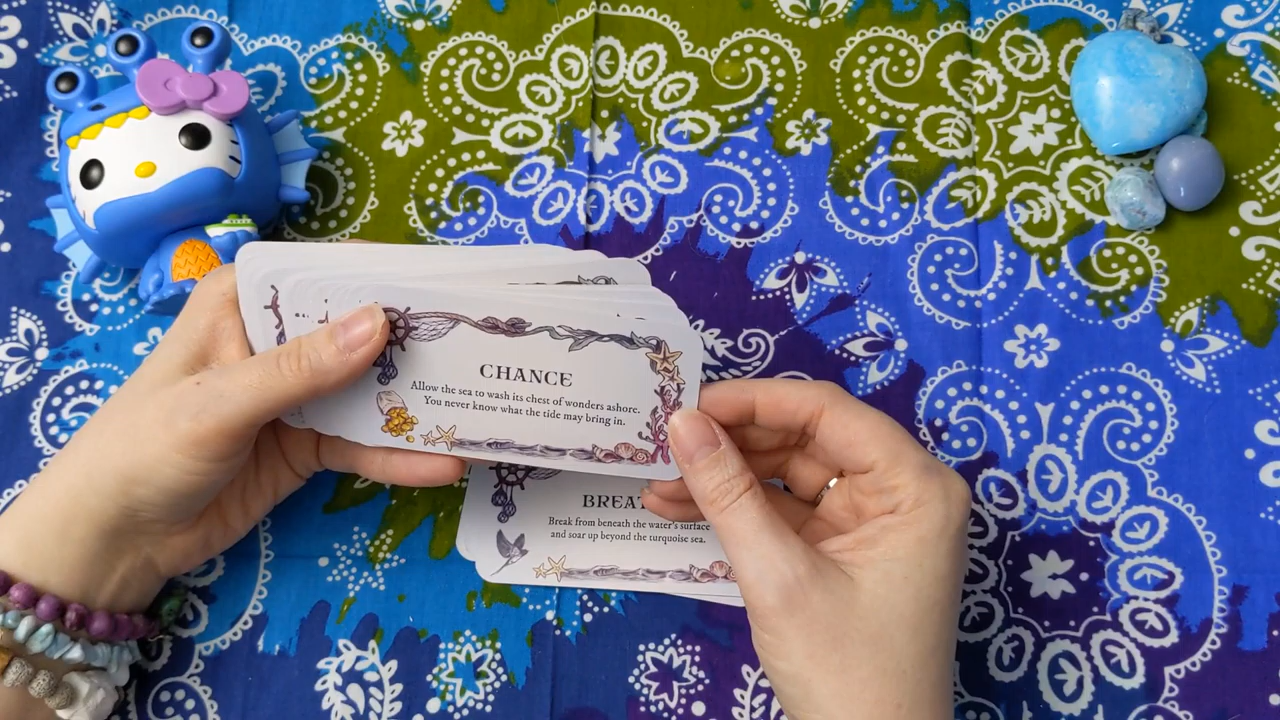 CHANCE
Allow the sea to wash its chest of wonders ashore.
You never know what the tide may bring in.
BREAT
Break from beneath the water's surface
and soar up beyond the turquoise sea.